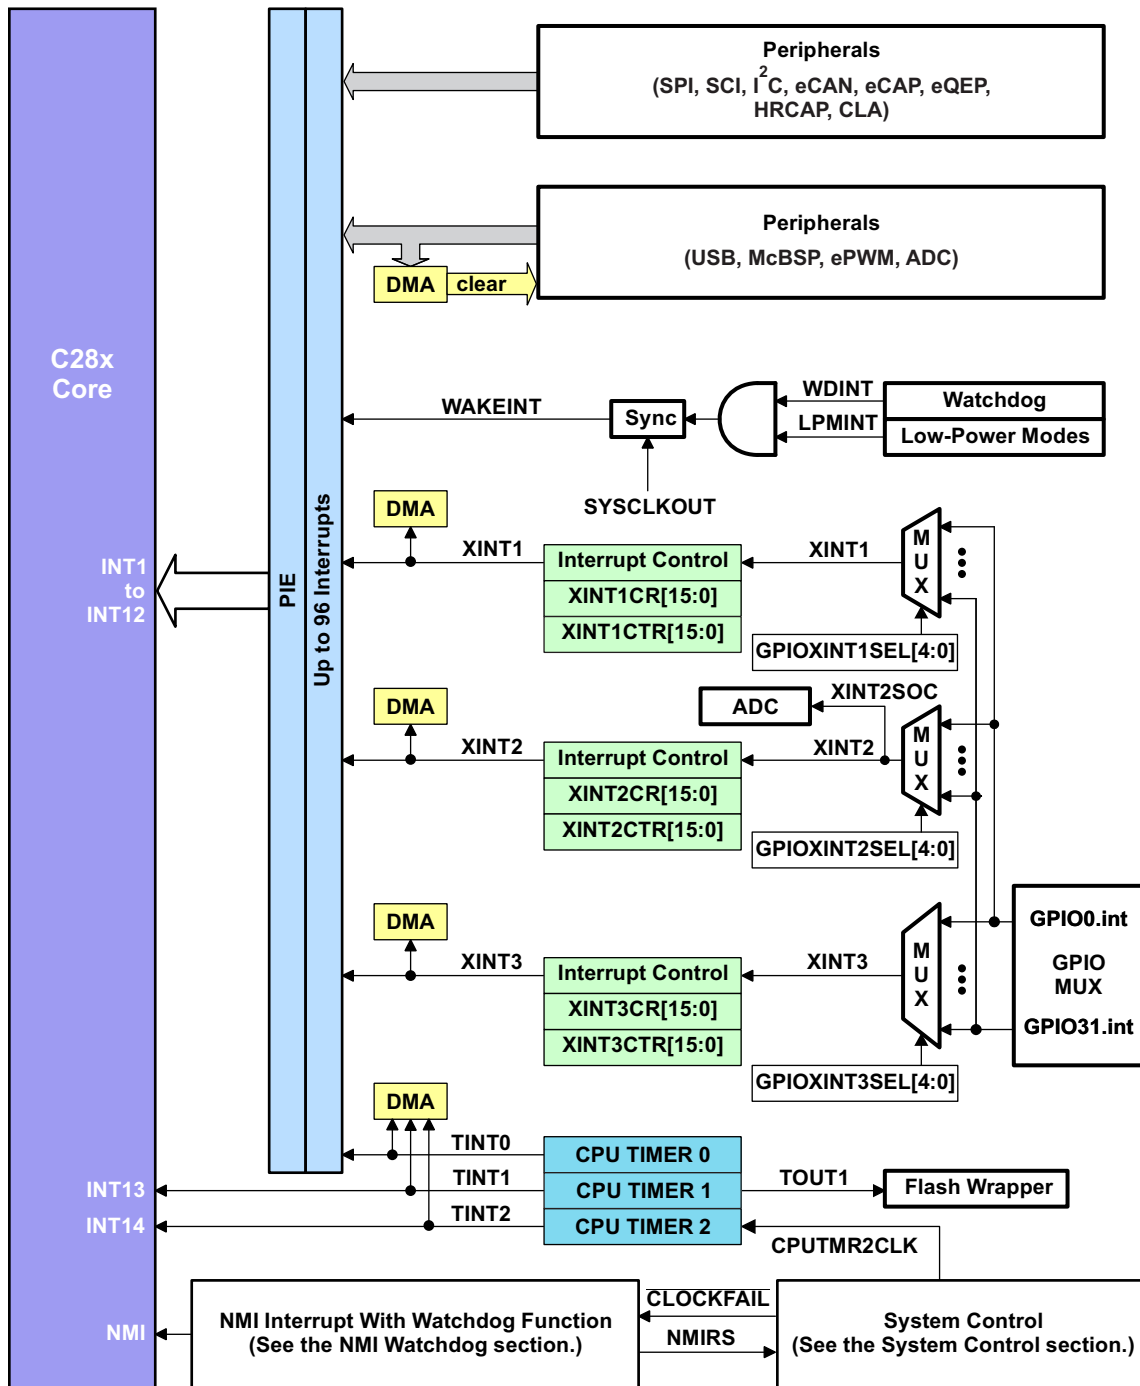 Peripherals
(SPI, SCI, I2C, eCAN, eCAP, eQEP,
HRCAP, CLA)
Peripherals
(USB, McBSP, ePWM, ADC)
DMA
clear
C28x
Core
WDINT
Watchdog
WAKEINT
Sync
LPMINT
Low-Power Modes
SYSCLKOUT
DMA
INT1
to
INT12
PIE
Up to 96 Interrupts
XINT1
Interrupt Control
XINT1CR[15:0]
XINT1CTR[15:0]
XINT1
MUX
GPIOXINT1SEL[4:0]
DMA
ADC
XINT2SOC
XINT2
Interrupt Control
XINT2CR[15:0]
XINT2CTR[15:0]
XINT2
MUX
GPIOXINT2SEL[4:0]
DMA
XINT3
Interrupt Control
XINT3CR[15:0]
XINT3CTR[15:0]
XINT3
MUX
GPIOXINT3SEL[4:0]
GPIO0.int
GPIO
MUX
GPIO31.int
DMA
TINT0
CPU TIMER 0
INT13
TINT1
CPU TIMER 1
TOUT1
Flash Wrapper
INT14
TINT2
CPU TIMER 2
CPUTMR2CLK
NMI
NMI Interrupt With Watchdog Function
(See the NMI Watchdog section.)
CLOCKFAIL
NMIRS
System Control
(See the System Control section.)